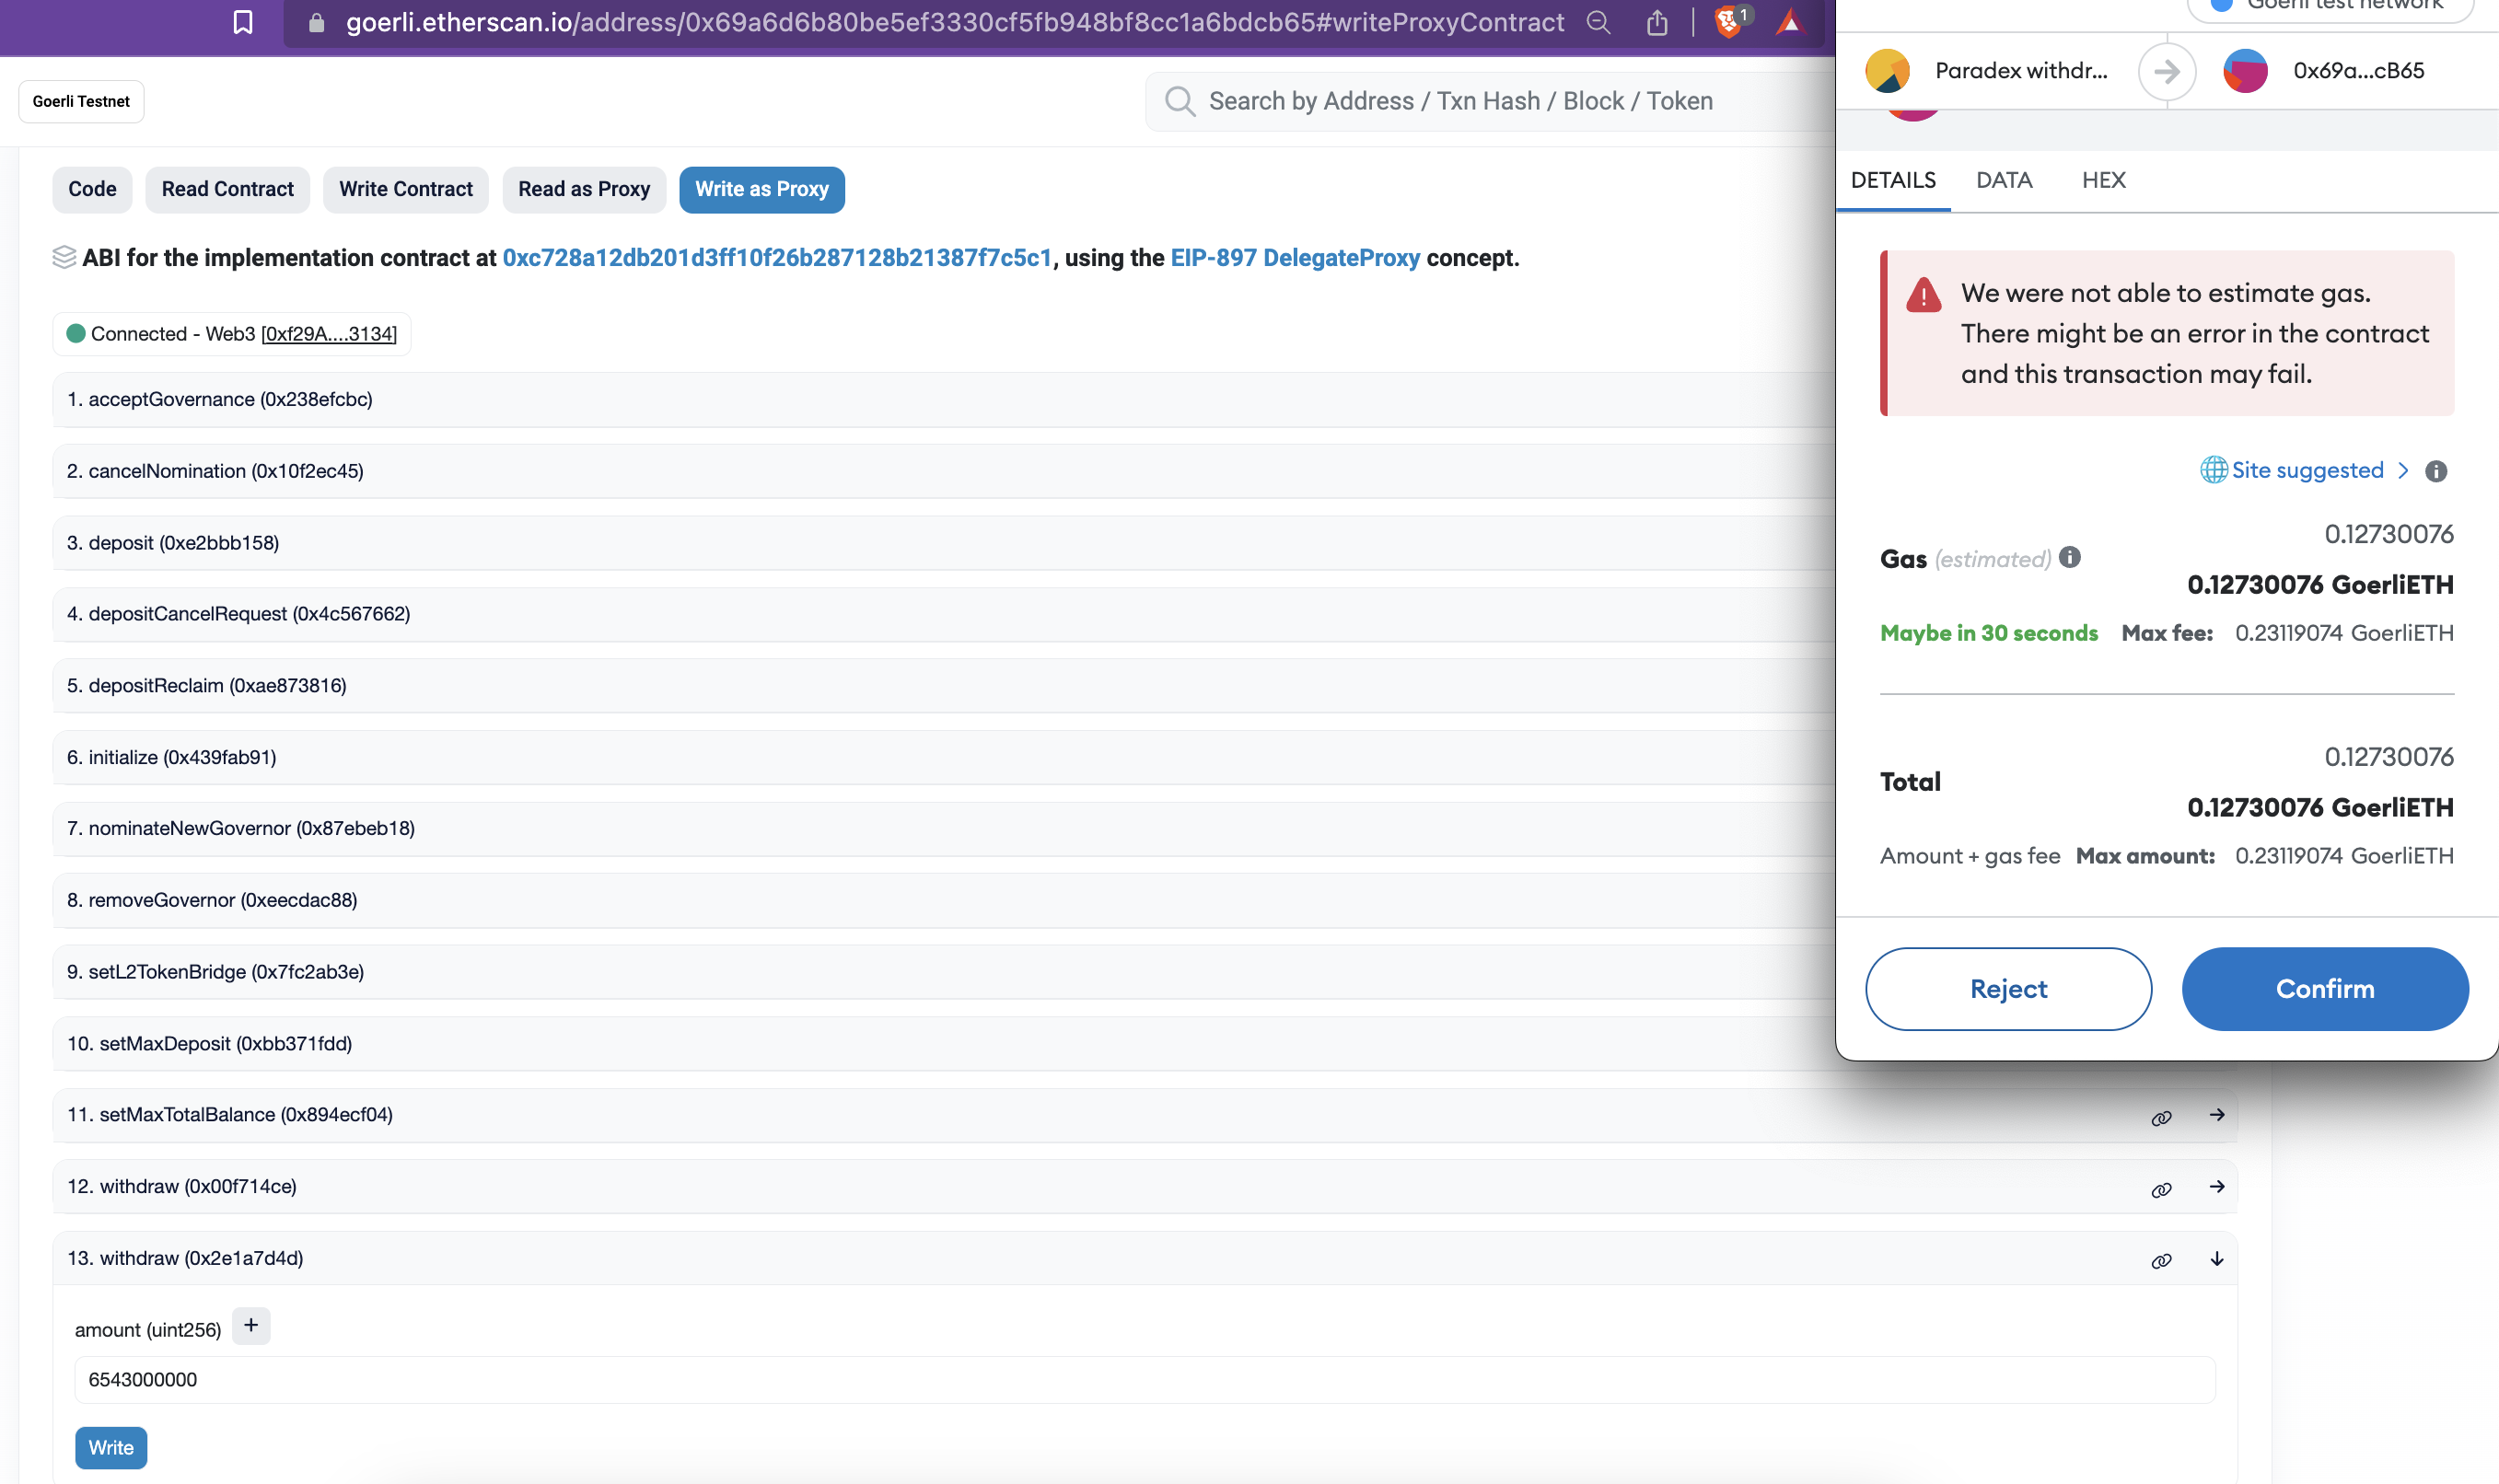 goerli.etherscan.io/address/0x69a6d6b80be5ef3330cf5fb948bf8cc1a6bdcb65#writeProxyContract
1
Goerli Testnet
Search by Address / Txn Hash / Block / Token
Code
Read Contract
Write Contract
Read as Proxy
Write as Proxy
ABI for the implementation contract at 0xc728a12db201d3ff10f26b287128b21387f7c5c1, using the EIP-897 DelegateProxy concept.
Connected - Web3 [0xf29A....3134]
1. acceptGovernance (0x238efcbc)
2. cancelNomination (0x10f2ec45)
3. deposit (0xe2bbb158)
4. depositCancelRequest (0x4c567662)
5. depositReclaim (0xae873816)
6. initialize (0x439fab91)
7. nominateNewGovernor (0x87ebeb18)
8. removeGovernor (0xeecdac88)
9. setL2TokenBridge (0x7fc2ab3e)
10. setMaxDeposit (0xbb371fdd)
11. setMaxTotalBalance (0x894ecf04)
12. withdraw (0x00f714ce)
13. withdraw (0x2e1a7d4d)
amount (uint256)
+
6543000000
Write
Goerli test network
Paradex withdr...
0x69a...cB65
DETAILS
DATA
HEX
We were not able to estimate gas.
There might be an error in the contract
and this transaction may fail.
Site suggested >
0.12730076
Gas (estimated)
0.12730076 GoerliETH
Maybe in 30 seconds Max fee: 0.23119074 GoerliETH
0.12730076
Total
0.12730076 GoerliETH
Amount + gas fee Max amount: 0.23119074 GoerliETH
Reject
Confirm